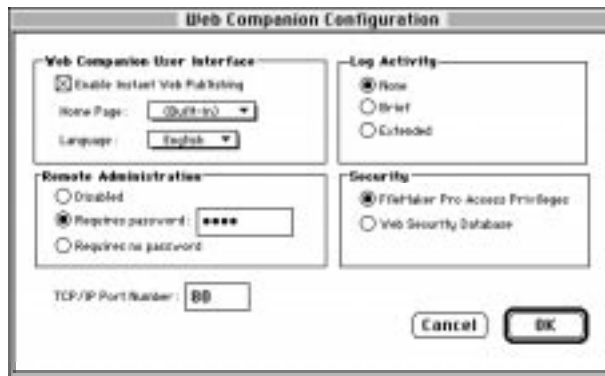 Web Companion Configuration
Web Companion User Interface
Enable Instant Web Publishing
Home Page: (Built-in)
Language: English
Log Activity
None
Brief
Extended
Remote Administration
Disabled
Requires password: ••••
Requires no password
Security
FileMaker Pro Access Privileges
Web Security Database
TCP/IP Port Number: 80
Cancel
OK